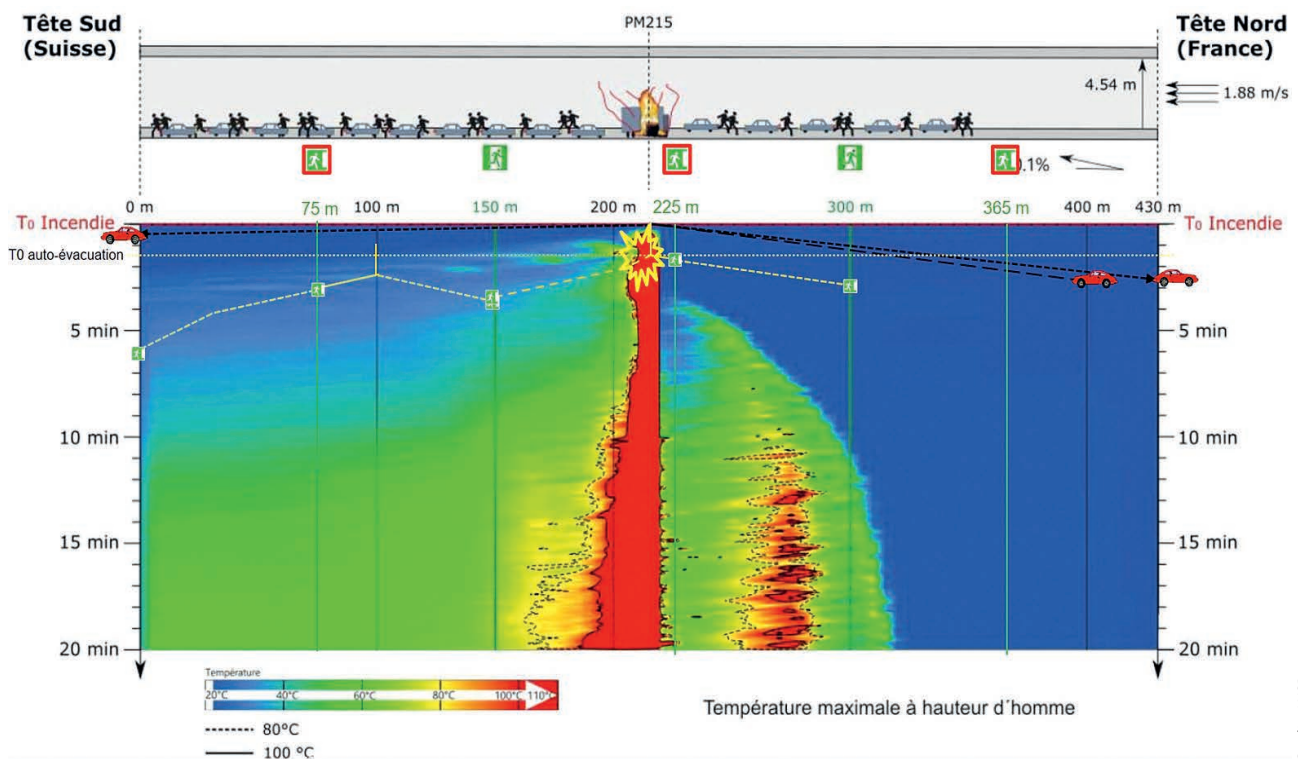 Tête Sud
(Suisse)
PM215
Tête Nord
(France)
4.54 m
1.88 m/s
0.1%
0 m
75 m
100 m
150 m
200 m
225 m
300 m
365 m
400 m
430 m
T0 Incendie
T0 Incendie
T0 auto-évacuation
5 min
5 min
10 min
10 min
15 min
15 min
20 min
20 min
Température
20°C 40°C 60°C 80°C 100°C 110°C
80°C
100 °C
Température maximale à hauteur d´homme